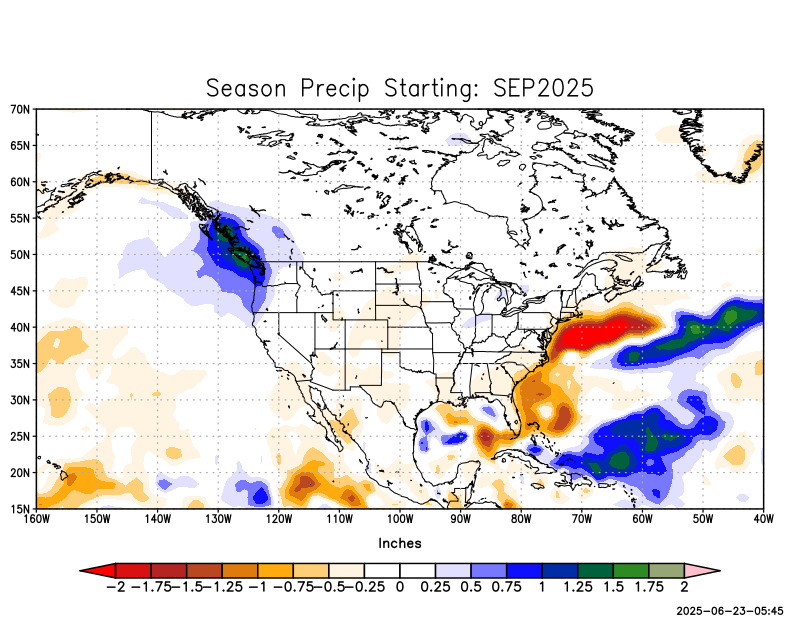 Season Precip Starting: SEP2025
70N
65N
60N
55N
50N
45N
40N
35N
30N
25N
20N
15N
160W 150W 140W 130W 120W 110W 100W 90W 80W 70W 60W 50W 40W
Inches
−2 −1.75−1.5−1.25 −1 −0.75−0.5−0.25 0 0.25 0.5 0.75 1 1.25 1.5 1.75 2
2025−06−23−05:45